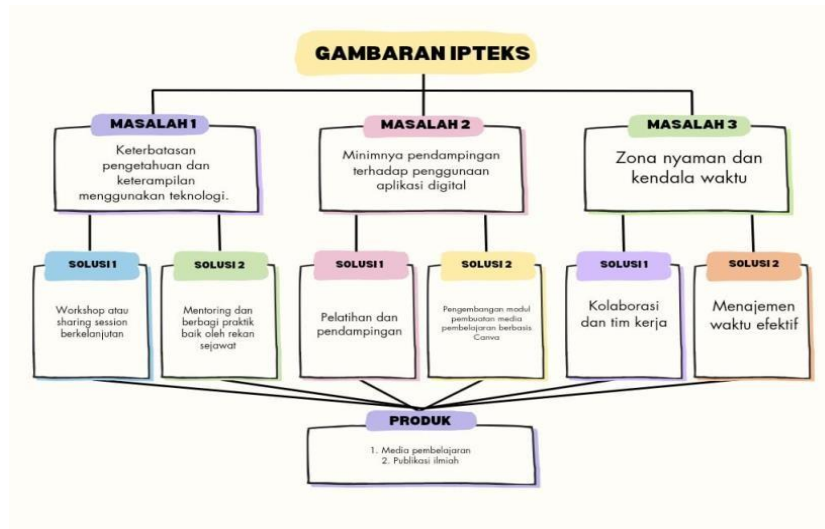 GAMBARAN IPTEKS
MASALAH 1
Keterbatasan
pengetahuan dan
keterampilan
menggunakan teknologi.
MASALAH 2
Minimnya pendampingan
terhadap penggunaan
aplikasi digital
MASALAH 3
Zona nyaman dan
kendala waktu
SOLUSI 1
Workshop atau
sharing session
berkelanjutan
SOLUSI 2
Mentoring dan
berbagi praktik
baik oleh rekan
sejawat
SOLUSI 1
Pelatihan dan
pendampingan
SOLUSI 2
Pengembangan modul
pembuatan media
pembelajaran berbasis
Canva
SOLUSI 1
Kolaborasi
dan tim kerja
SOLUSI 2
Menajemen
waktu efektif
PRODUK
1. Media pembelajaran
2. Publikasi ilmiah